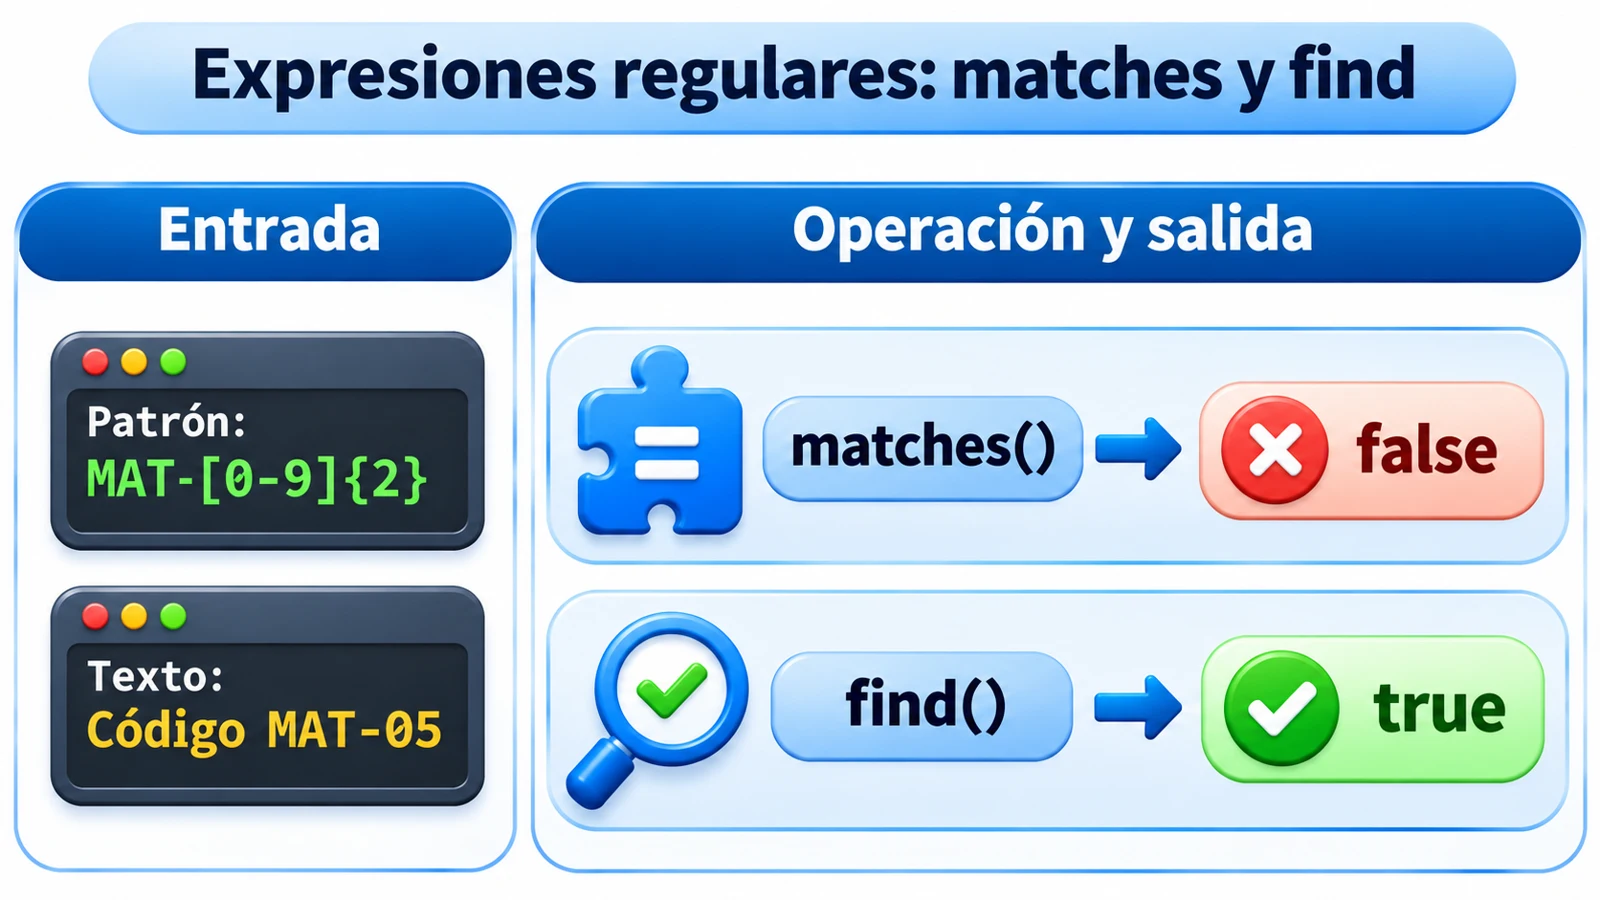 Expresiones regulares: matches y find
Entrada
Patrón:
MAT-[0-9]{2}
Texto:
Código MAT-05
Operación y salida
matches()
false
find()
true